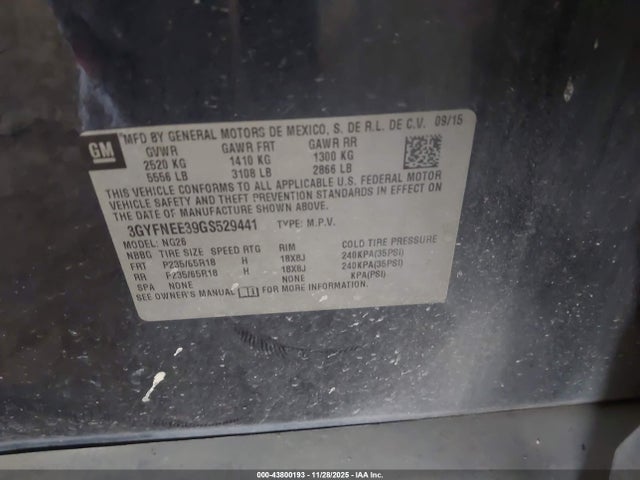 GM
MFD BY GENERAL MOTORS DE MEXICO, S. DE R.L. DE C.V. 09/15
GVWR GAWR FRT GAWR RR
2520 KG 1410 KG 1300 KG
5556 LB 3108 LB 2866 LB
THIS VEHICLE CONFORMS TO ALL APPLICABLE U.S. FEDERAL MOTOR
VEHICLE SAFETY AND THEFT PREVENTION STANDARDS IN EFFECT ON
THE DATE OF MANUFACTURE SHOWN ABOVE.
3GYFNEE39GS529441 TYPE: M.P.V.
MODEL: NG26
NBBG TIRE SIZE SPEED RTG RIM COLD TIRE PRESSURE
FRT P235/65R18 H 18X8J 240KPA(35PSI)
RR P235/65R18 H 18X8J 240KPA(35PSI)
SPA NONE NONE KPA(PSI)
SEE OWNER'S MANUAL FOR MORE INFORMATION.
000-43800193 - 11/28/2025 - IAA Inc.